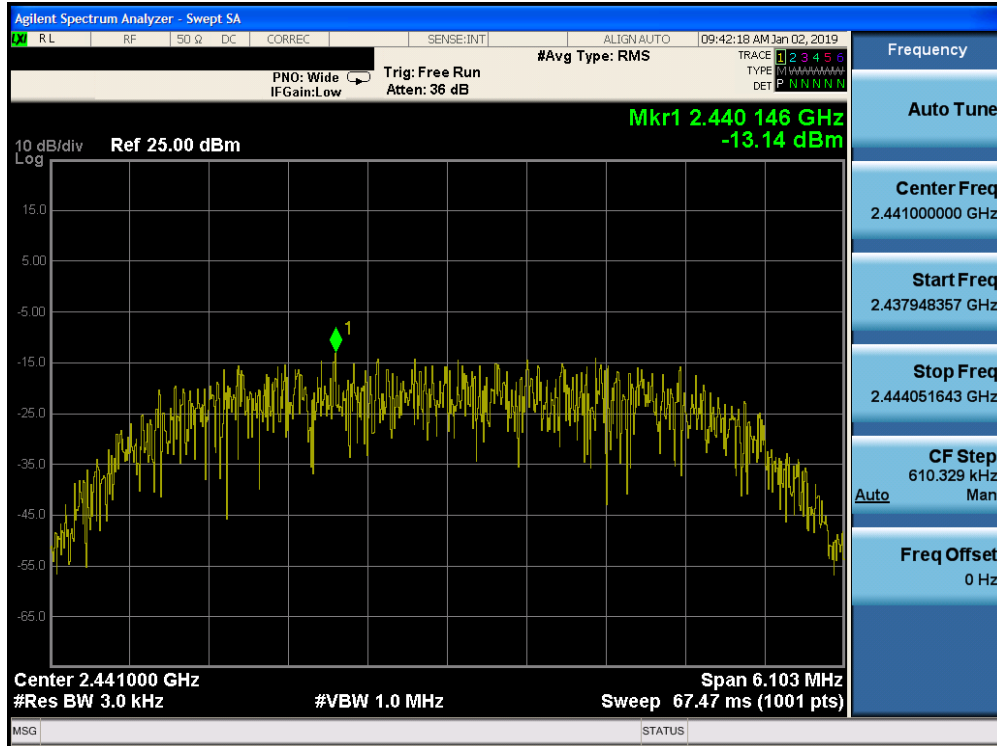 Agilent Spectrum Analyzer - Swept SA
LXI RL RF 50 Ω DC CORREC SENSE:INT ALIGN AUTO 09:42:18 AM Jan 02, 2019
#Avg Type: RMS TRACE 1 2 3 4 5 6
PNO: Wide Trig: Free Run TYPE M WWWWW
IFGain:Low Atten: 36 dB DET P N N N N N
Mkr1 2.440 146 GHz
-13.14 dBm
10 dB/div Ref 25.00 dBm
Log
15.0
5.00
-5.00
1
-15.0
-25.0
-35.0
-45.0
-55.0
-65.0
Center 2.441000 GHz Span 6.103 MHz
#Res BW 3.0 kHz #VBW 1.0 MHz Sweep 67.47 ms (1001 pts)
MSG STATUS
Frequency
Auto Tune
Center Freq
2.441000000 GHz
Start Freq
2.437948357 GHz
Stop Freq
2.444051643 GHz
CF Step
610.329 kHz
Auto Man
Freq Offset
0 Hz